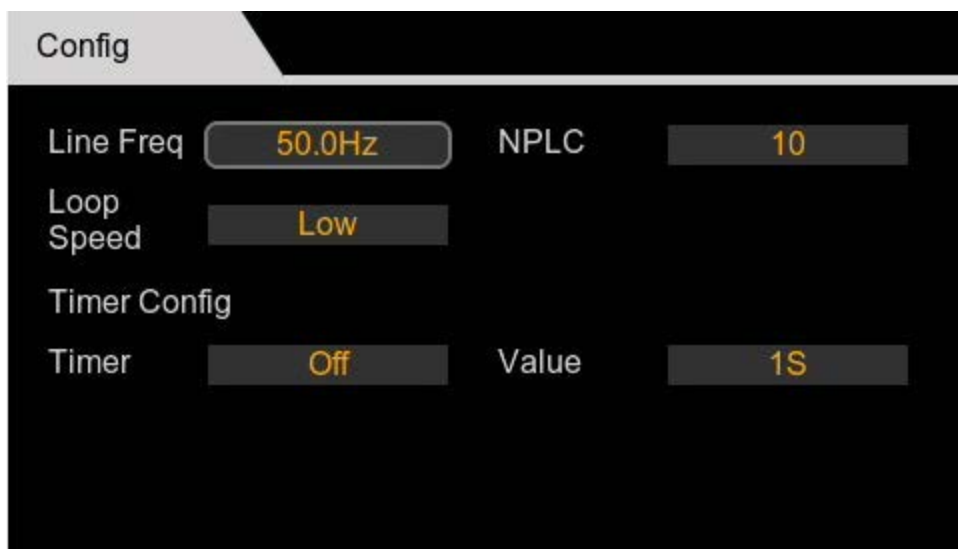 Config
Line Freq 50.0Hz NPLC 10
Loop
Speed Low
Timer Config
Timer Off Value 1S